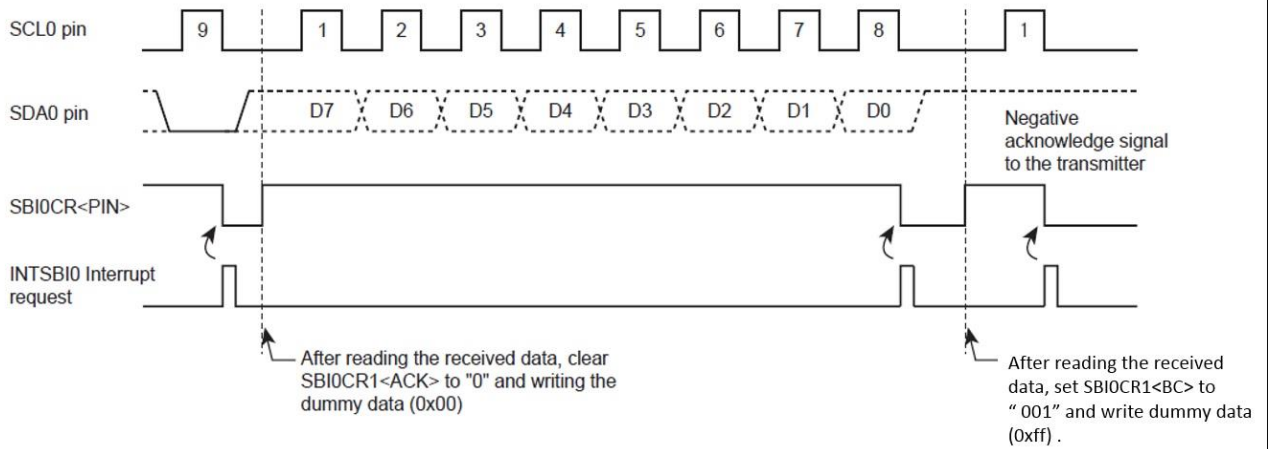 SCL0 pin
9 1 2 3 4 5 6 7 8 1
SDA0 pin
D7 D6 D5 D4 D3 D2 D1 D0
Negative
acknowledge signal
to the transmitter
SBI0CR<PIN>
INTSBI0 Interrupt
request
After reading the received data, clear
SBI0CR1<ACK> to "0" and writing the
dummy data (0x00)
After reading the received
data, set SBI0CR1<BC> to
“ 001” and write dummy data
(0xff) .